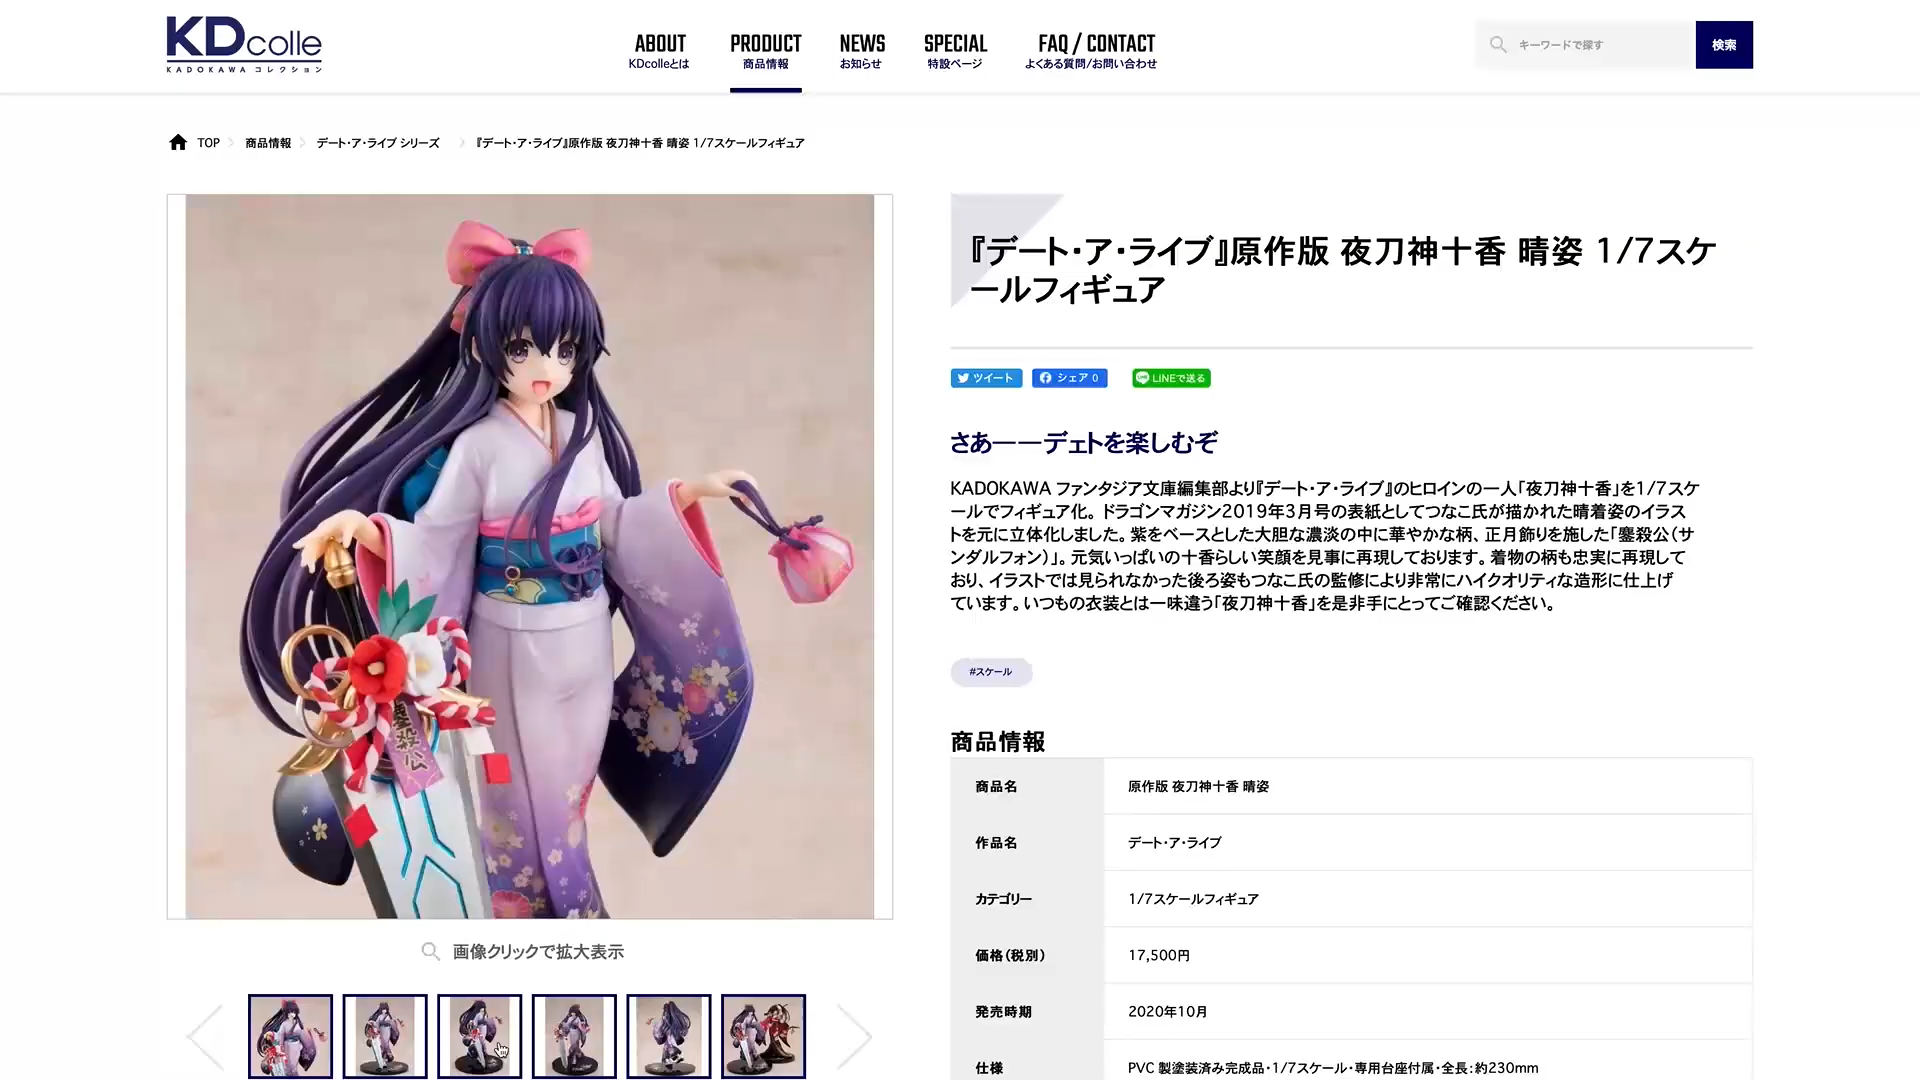 KDcolle
KADOKAWA コレクション
ABOUT
KDcolleとは
PRODUCT
商品情報
NEWS
お知らせ
SPECIAL
特設ページ
FAQ / CONTACT
よくある質問/お問い合わせ
キーワードで探す
検索
TOP
商品情報
デート・ア・ライブ シリーズ
『デート・ア・ライブ』原作版 夜刀神十香 晴姿 1/7スケールフィギュア
『デート・ア・ライブ』原作版 夜刀神十香 晴姿 1/7スケ
ールフィギュア
ツイート
シェア 0
LINEで送る
さあ――デェトを楽しむぞ
KADOKAWA ファンタジア文庫編集部より『デート・ア・ライブ』のヒロインの一人「夜刀神十香」を1/7スケ
ールでフィギュア化。ドラゴンマガジン2019年3月号の表紙としてつなこ氏が描かれた晴着姿のイラス
トを元に立体化しました。紫をベースとした大胆な濃淡の中に華やかな柄、正月飾りを施した「鏖殺公（サ
ンダルフォン）」。元気いっぱいの十香らしい笑顔を見事に再現しております。着物の柄も忠実に再現して
おり、イラストでは見られなかった後ろ姿もつなこ氏の監修により非常にハイクオリティな造形に仕上げ
ています。いつもの衣装とは一味違う「夜刀神十香」を是非手にとってご確認ください。
#スケール
商品情報
商品名
原作版 夜刀神十香 晴姿
作品名
デート・ア・ライブ
カテゴリー
1/7スケールフィギュア
価格（税別）
17,500円
発売時期
2020年10月
仕様
PVC 製塗装済み完成品・1/7スケール・専用台座付属・全長：約230mm
鏖殺公
画像クリックで拡大表示